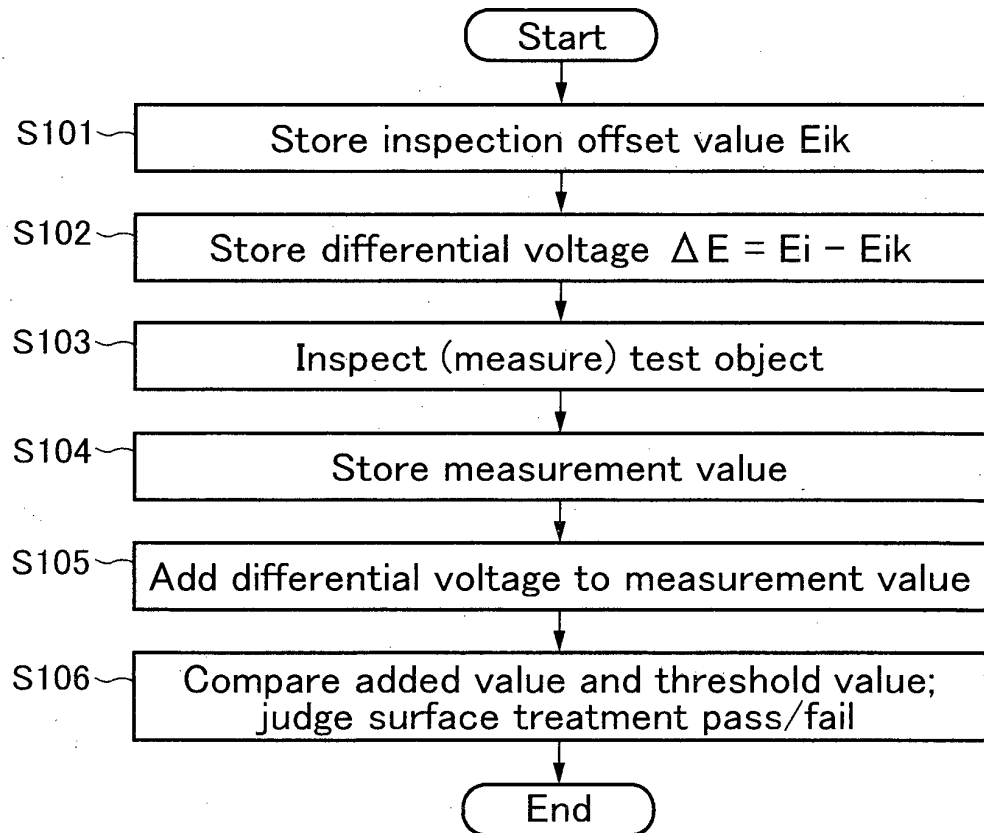 Start
S101
Store inspection offset value Eik
S102
Store differential voltage ΔE = Ei − Eik
S103
Inspect (measure) test object
S104
Store measurement value
S105
Add differential voltage to measurement value
S106
Compare added value and threshold value;
judge surface treatment pass/fail
End